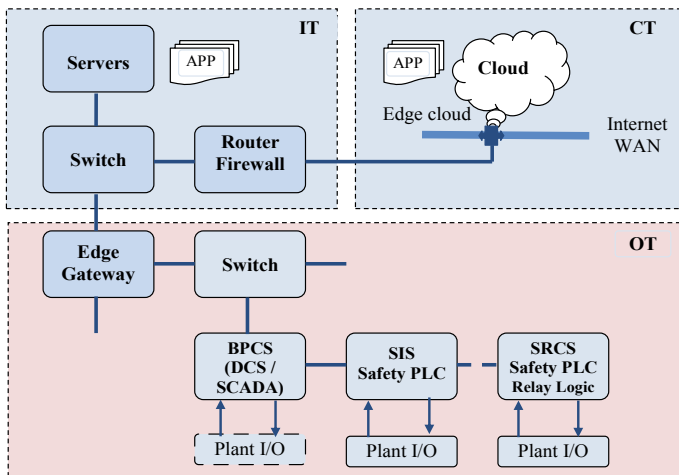 IT
APP
Servers
Switch
Router
Firewall
CT
APP
Cloud
Edge cloud
Internet
WAN
OT
Edge
Gateway
Switch
BPCS
(DCS /
SCADA)
SIS
Safety PLC
SRCS
Safety PLC
Relay Logic
Plant I/O
Plant I/O
Plant I/O